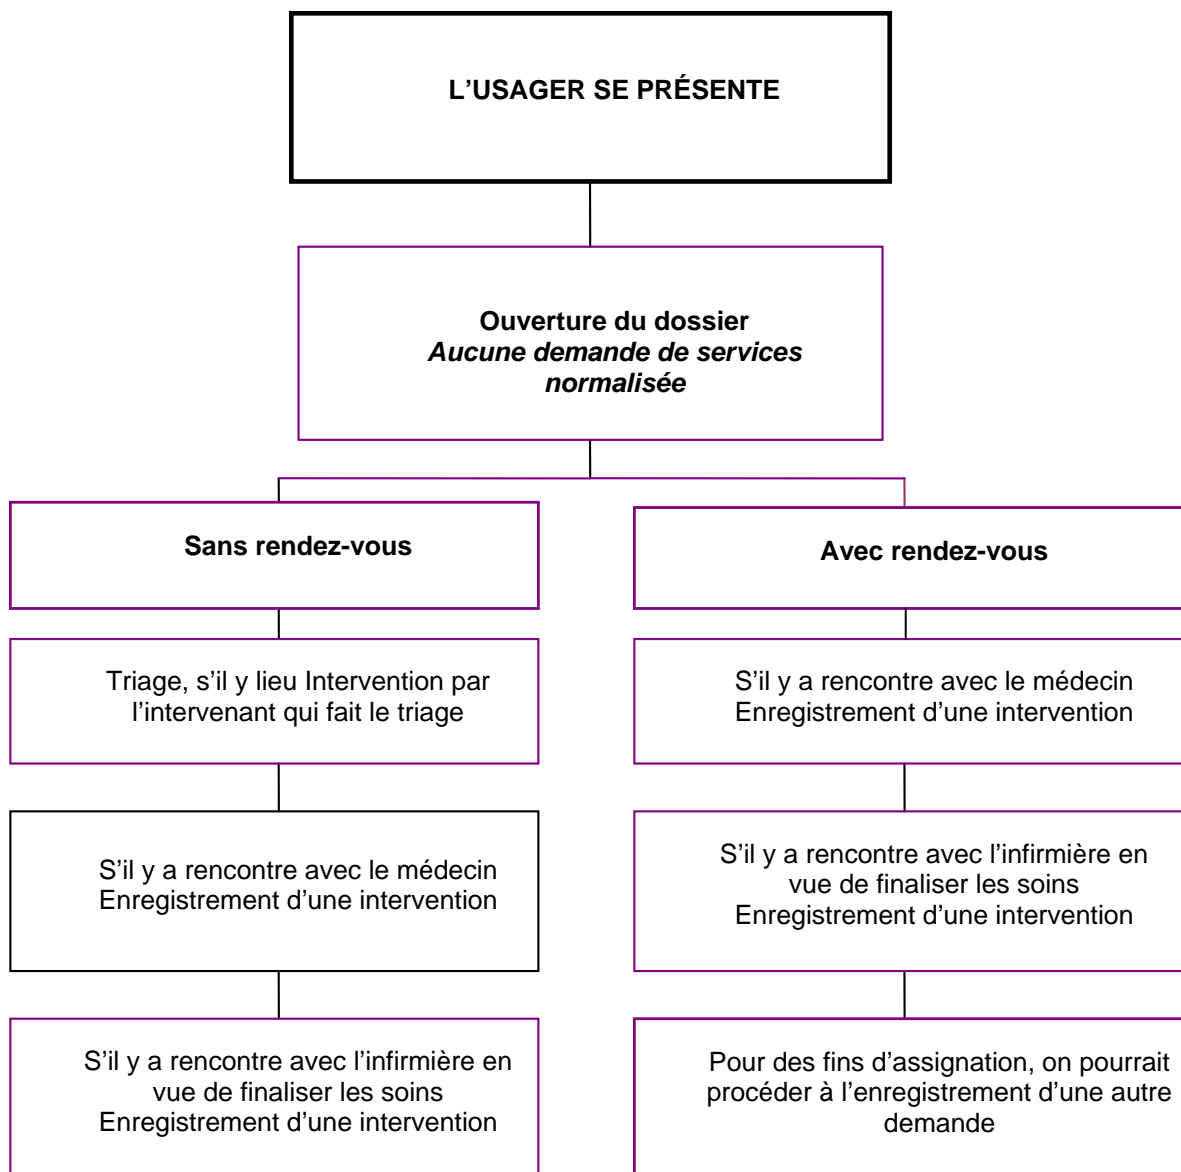 L’USAGER SE PRÉSENTE
Ouverture du dossier
Aucune demande de services
normalisée
Sans rendez-vous
Triage, s’il y lieu Intervention par
l’intervenant qui fait le triage
S’il y a rencontre avec le médecin
Enregistrement d’une intervention
S’il y a rencontre avec l’infirmière en
vue de finaliser les soins
Enregistrement d’une intervention
Avec rendez-vous
S’il y a rencontre avec le médecin
Enregistrement d’une intervention
S’il y a rencontre avec l’infirmière en
vue de finaliser les soins
Enregistrement d’une intervention
Pour des fins d’assignation, on pourrait
procéder à l’enregistrement d’une autre
demande